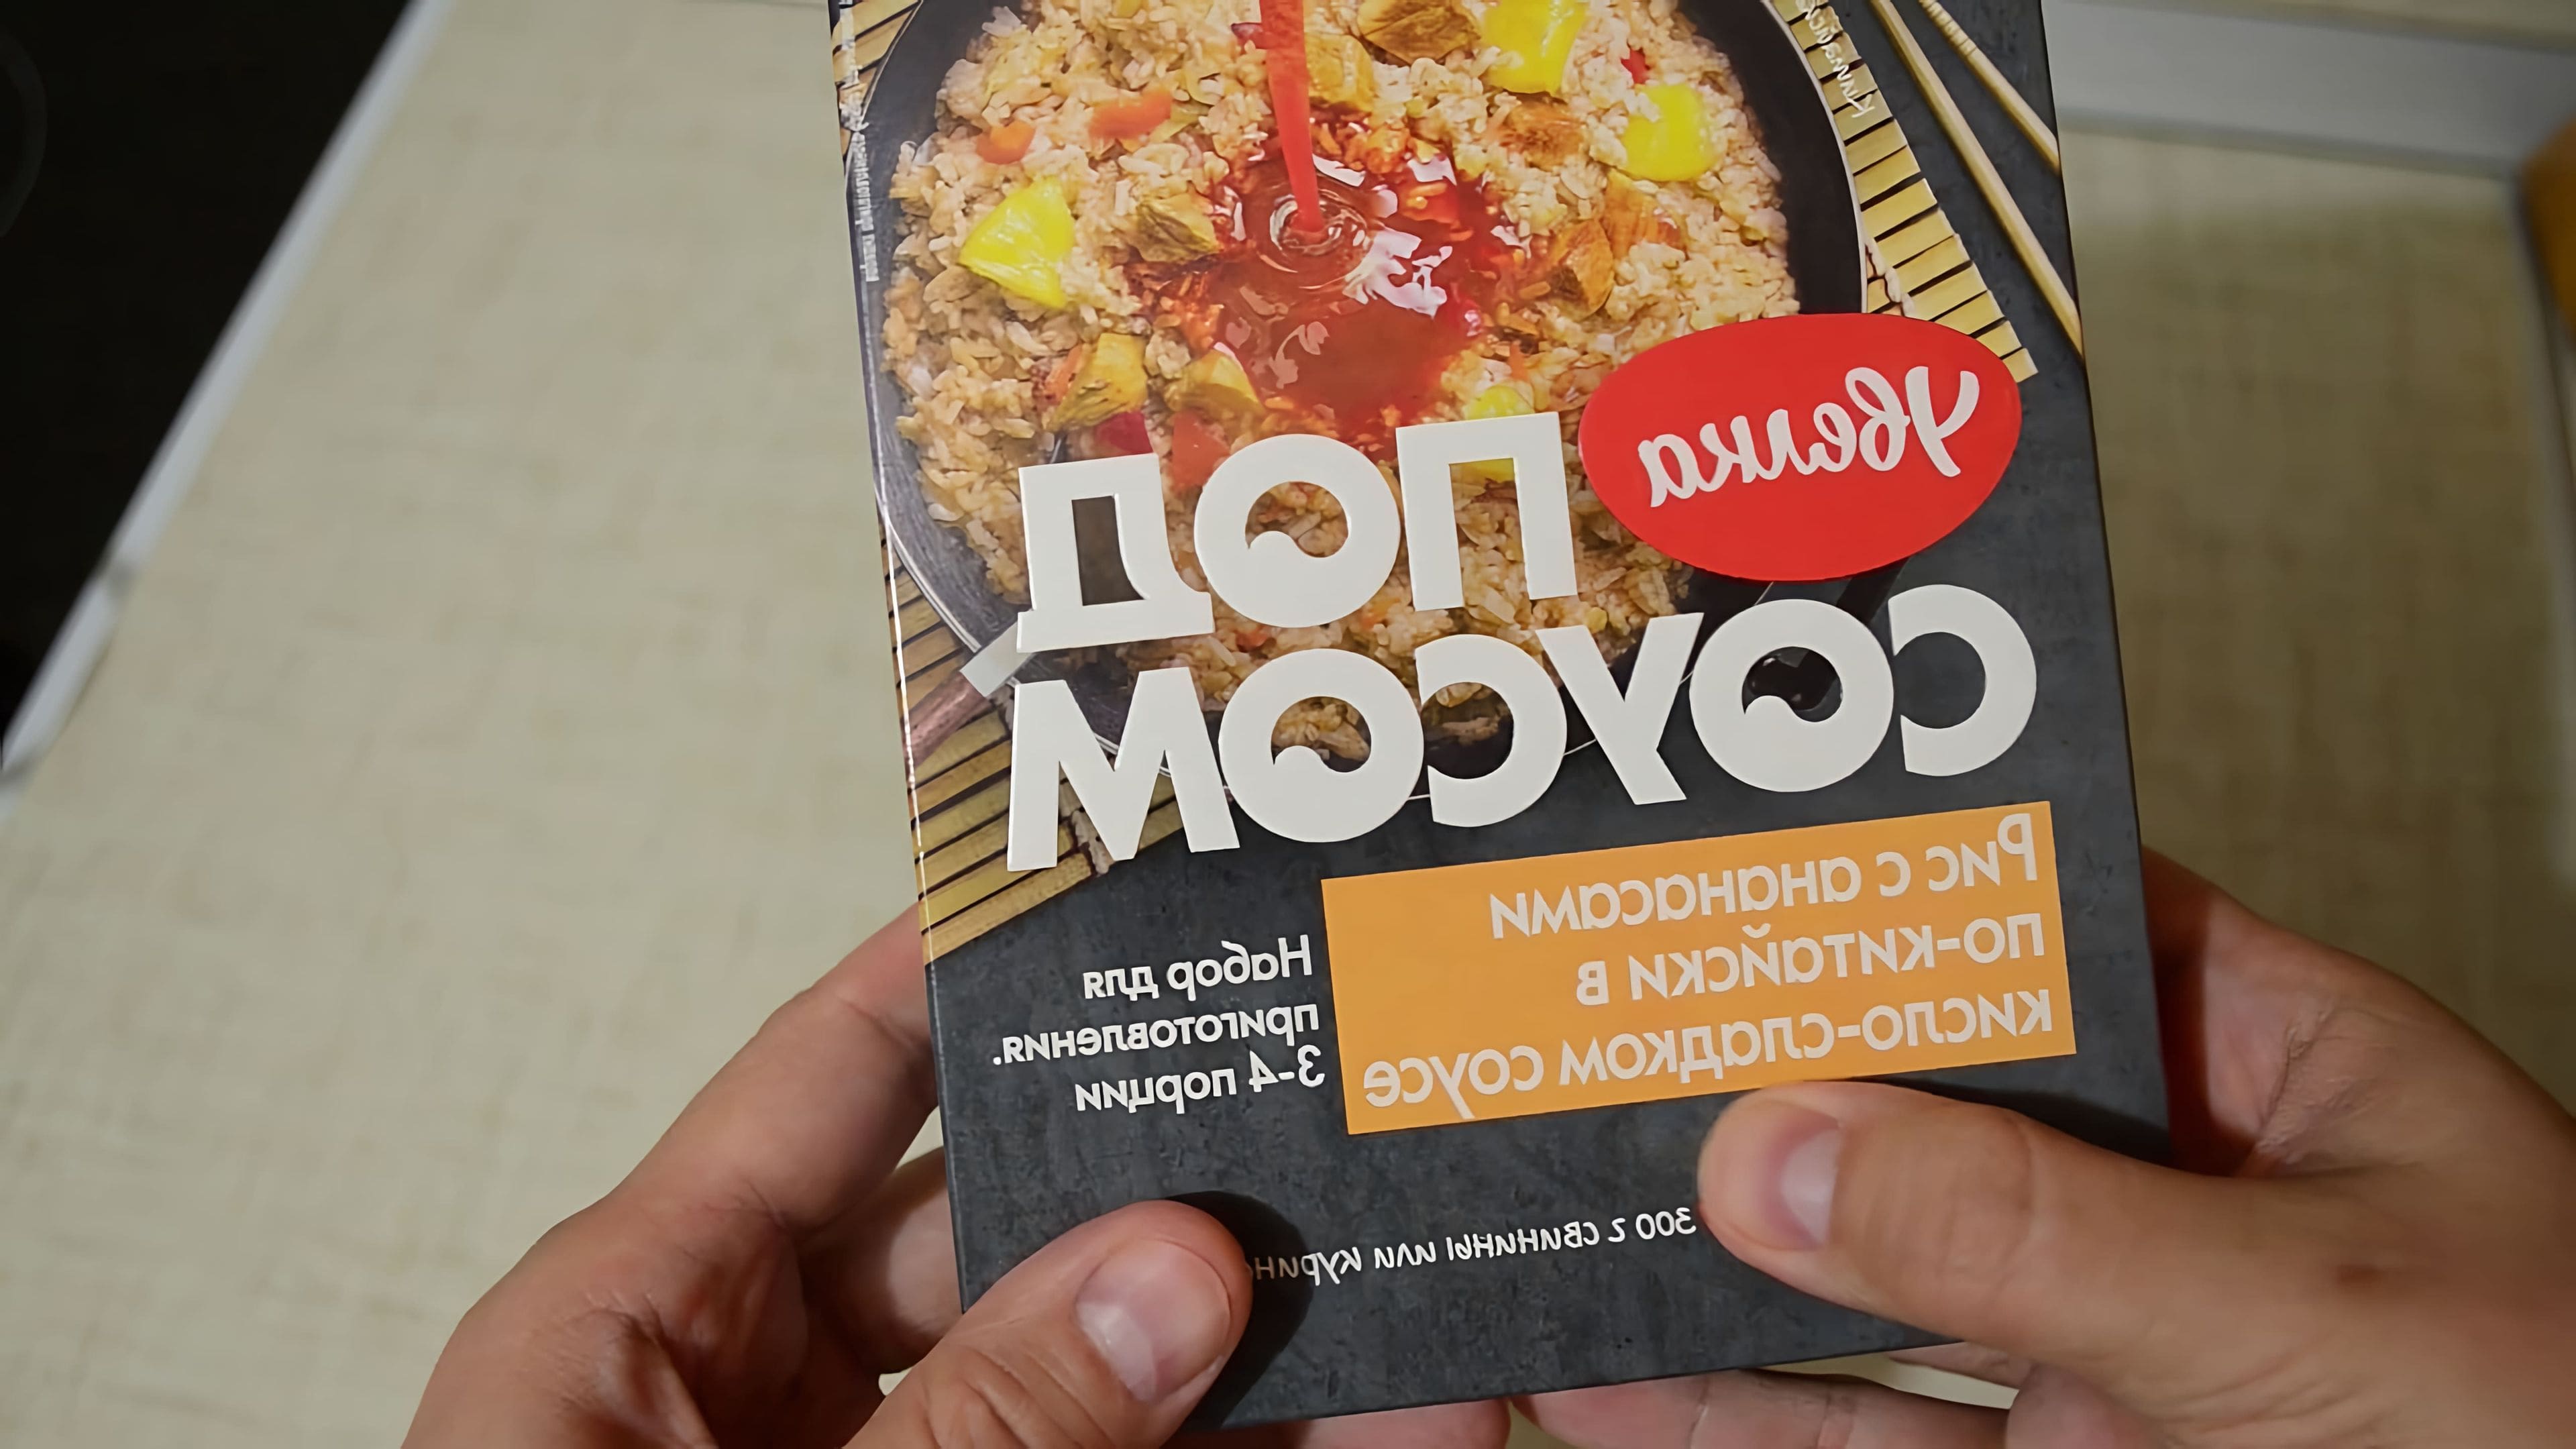 Увелка
ПОД
СОУСОМ
Рис с ананасами
по-китайски в
кисло-сладком соусе
Набор для
приготовления.
3-4 порции
300 г свинины или